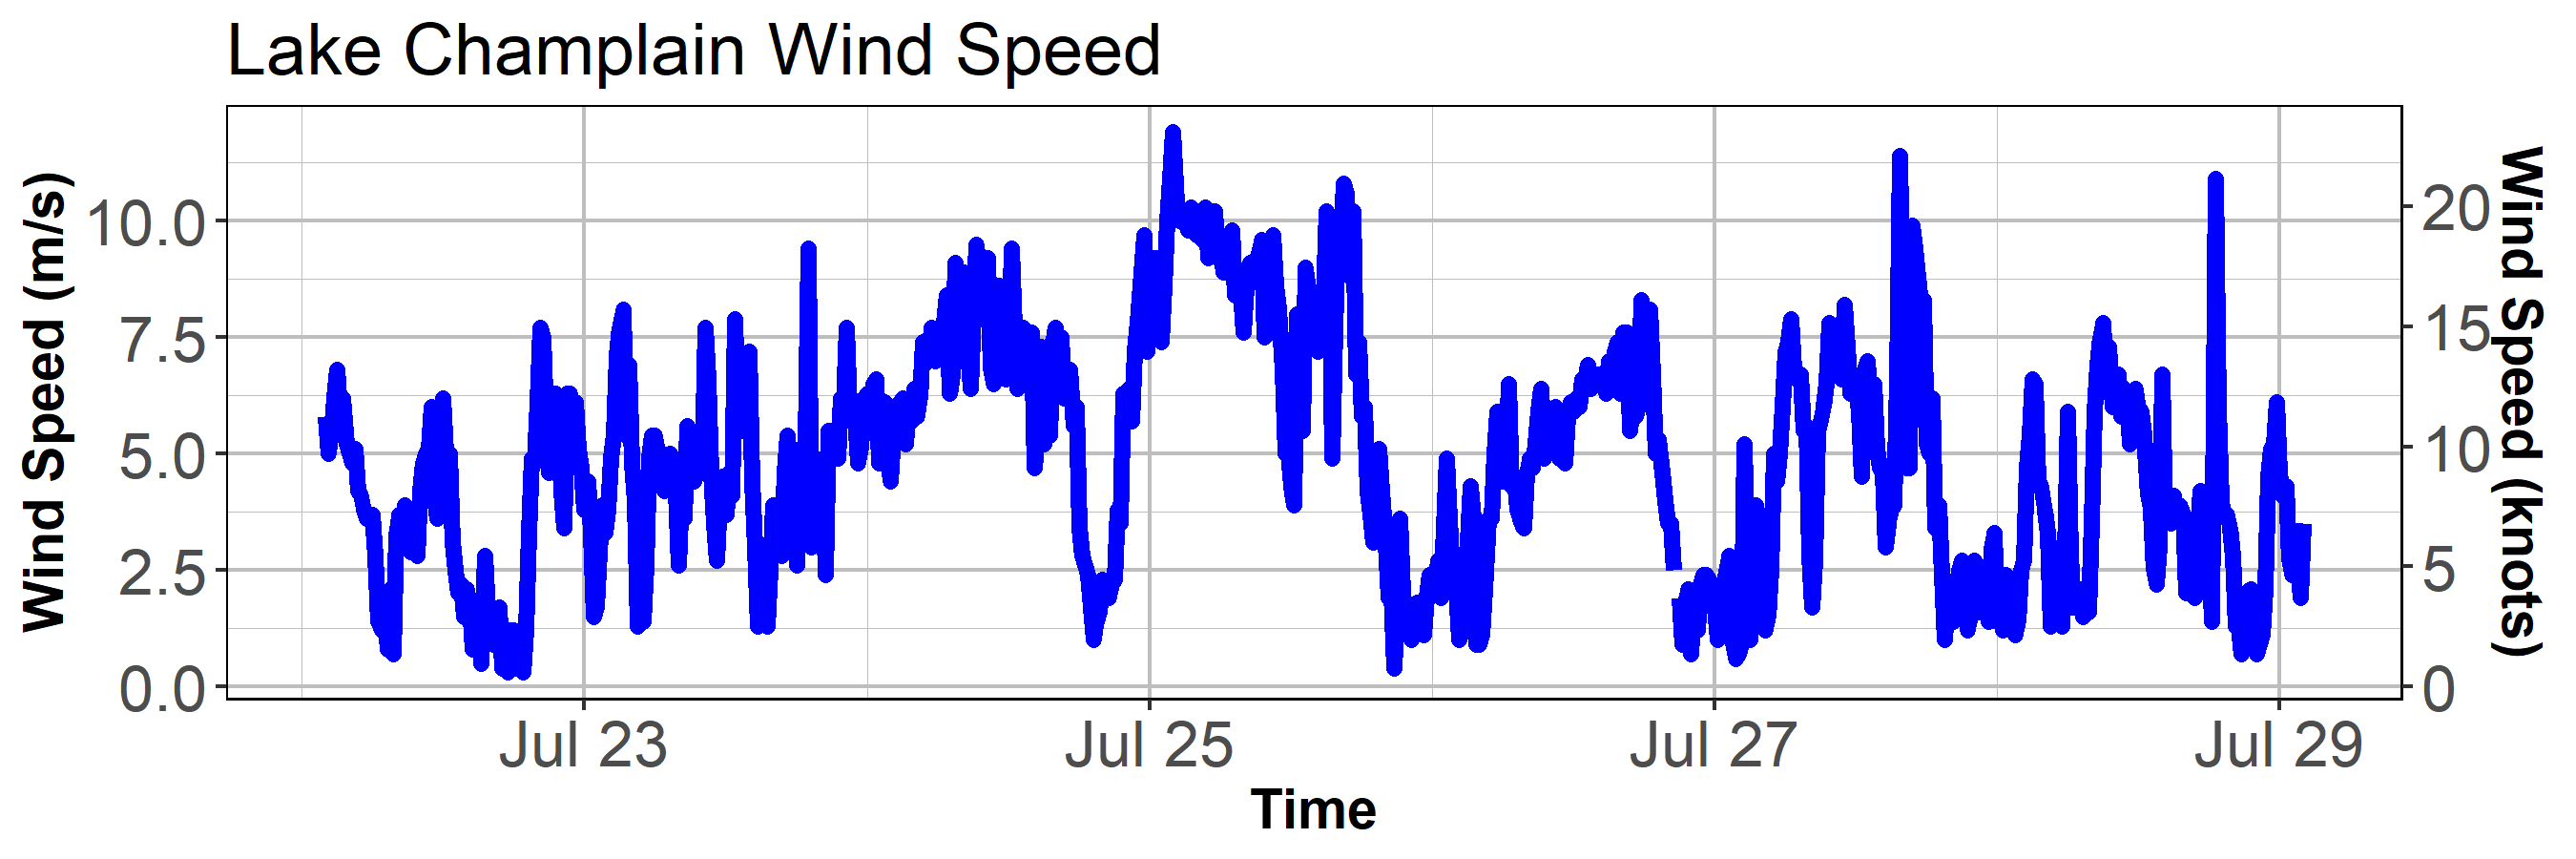 Lake Champlain Wind Speed
Wind Speed (m/s)
10.0
7.5
5.0
2.5
0.0
20
15
10
5
0
Wind Speed (knots)
Jul 23
Jul 25
Jul 27
Jul 29
Time